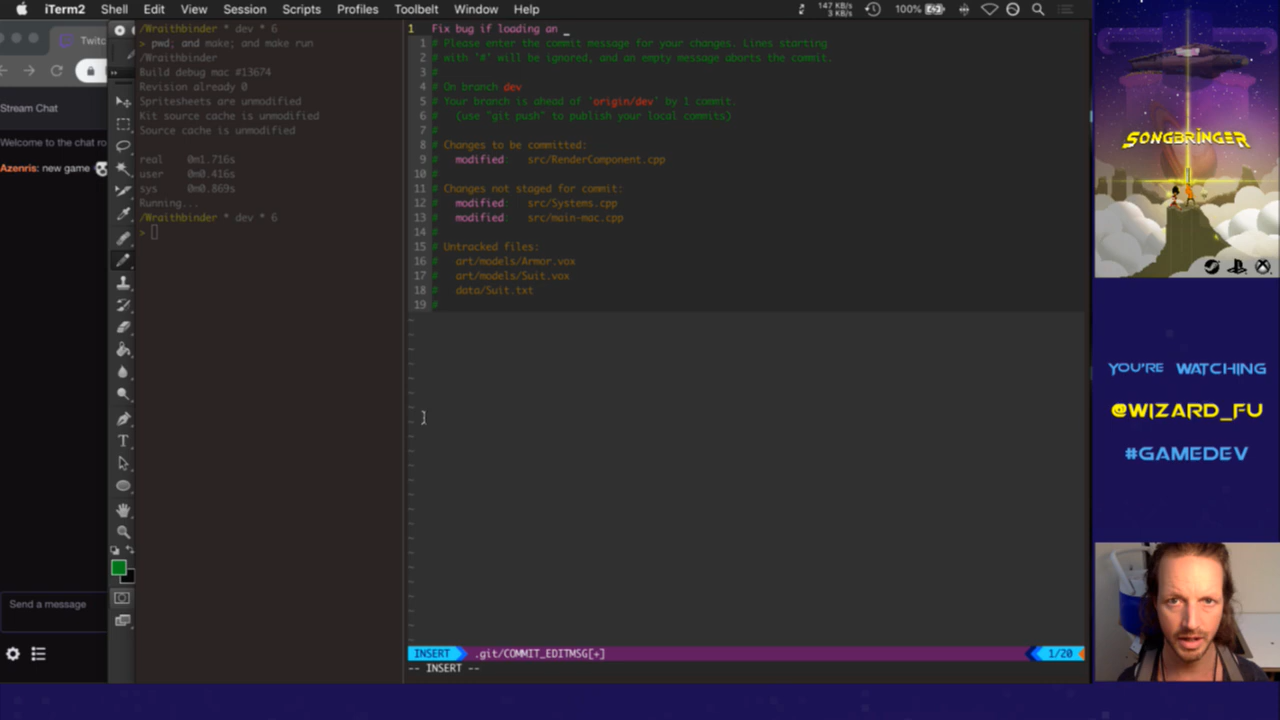 iTerm2 Shell Edit View Session Scripts Profiles Toolbelt Window Help
147 KB/s
3 KB/s
100%
Twitc
Stream Chat
Welcome to the chat ro
Azenris: new game
Send a message
/Wraithbinder * dev * 6
> pwd; and make; and make run
/Wraithbinder
Build debug mac #13674
Revision already 0
Spritesheets are unmodified
Kit source cache is unmodified
Source cache is unmodified
real 0m1.716s
user 0m0.416s
sys 0m0.869s
Running...
/Wraithbinder * dev * 6
>
1 Fix bug if loading an _
1 # Please enter the commit message for your changes. Lines starting
2 # with '#' will be ignored, and an empty message aborts the commit.
3 #
4 # On branch dev
5 # Your branch is ahead of 'origin/dev' by 1 commit.
6 # (use "git push" to publish your local commits)
7 #
8 # Changes to be committed:
9 # modified: src/RenderComponent.cpp
10 #
11 # Changes not staged for commit:
12 # modified: src/Systems.cpp
13 # modified: src/main-mac.cpp
14 #
15 # Untracked files:
16 # art/models/Armor.vox
17 # art/models/Suit.vox
18 # data/Suit.txt
19 #
INSERT .git/COMMIT_EDITMSG[+] 1/20
-- INSERT --
SONGBRINGER
YOU'RE WATCHING
@WIZARD_FU
#GAMEDEV